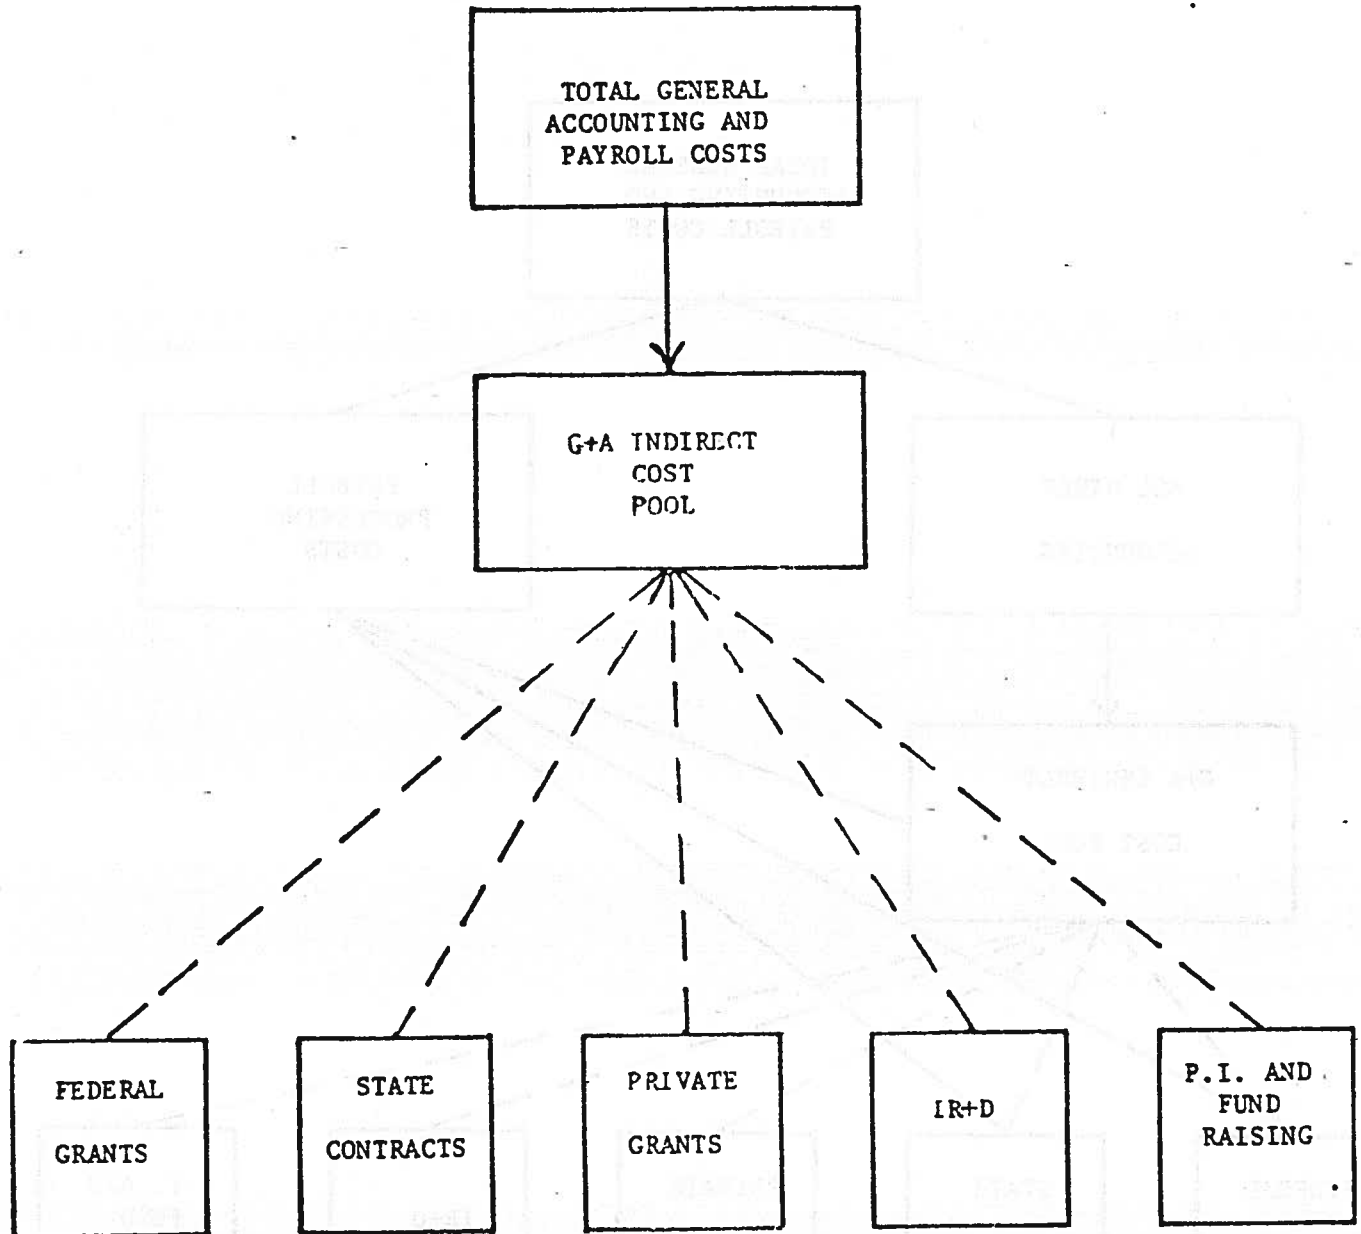 TOTAL GENERAL
ACCOUNTING AND
PAYROLL COSTS
G+A INDIRECT
COST
POOL
FEDERAL
GRANTS
STATE
CONTRACTS
PRIVATE
GRANTS
IR+D
P.I. AND
FUND
RAISING